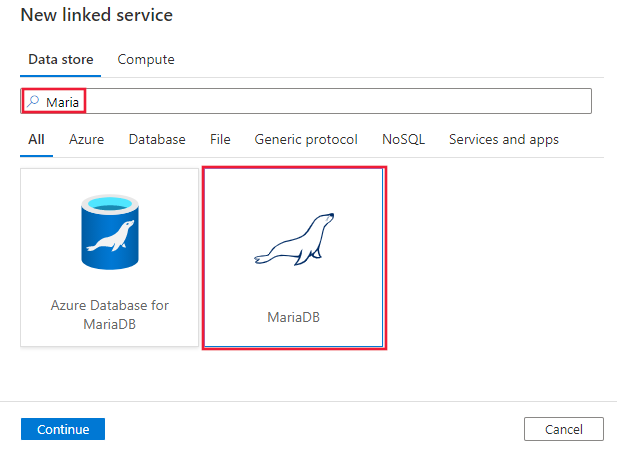 New linked service
Data store Compute
Maria
All Azure Database File Generic protocol NoSQL Services and apps
Azure Database for
MariaDB
MariaDB
Continue Cancel